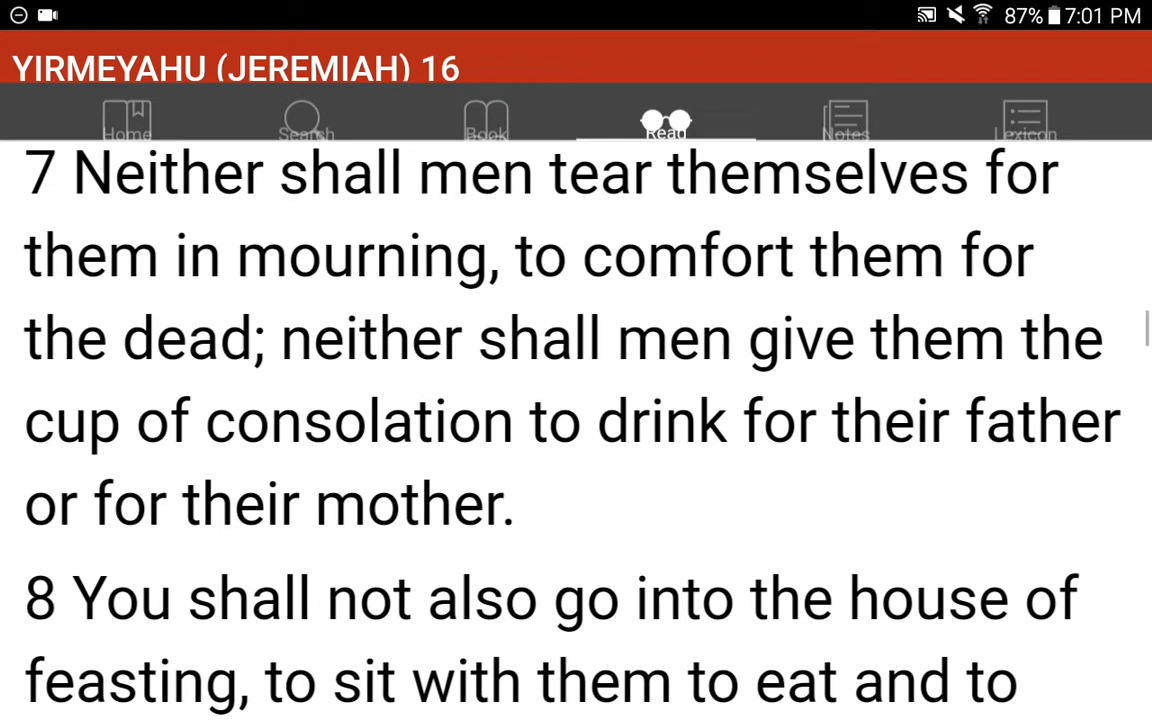 87% 7:01 PM
YIRMEYAHU (JEREMIAH) 16
Home Search Book Read Notes Lexicon
7 Neither shall men tear themselves for
them in mourning, to comfort them for
the dead; neither shall men give them the
cup of consolation to drink for their father
or for their mother.
8 You shall not also go into the house of
feasting, to sit with them to eat and to